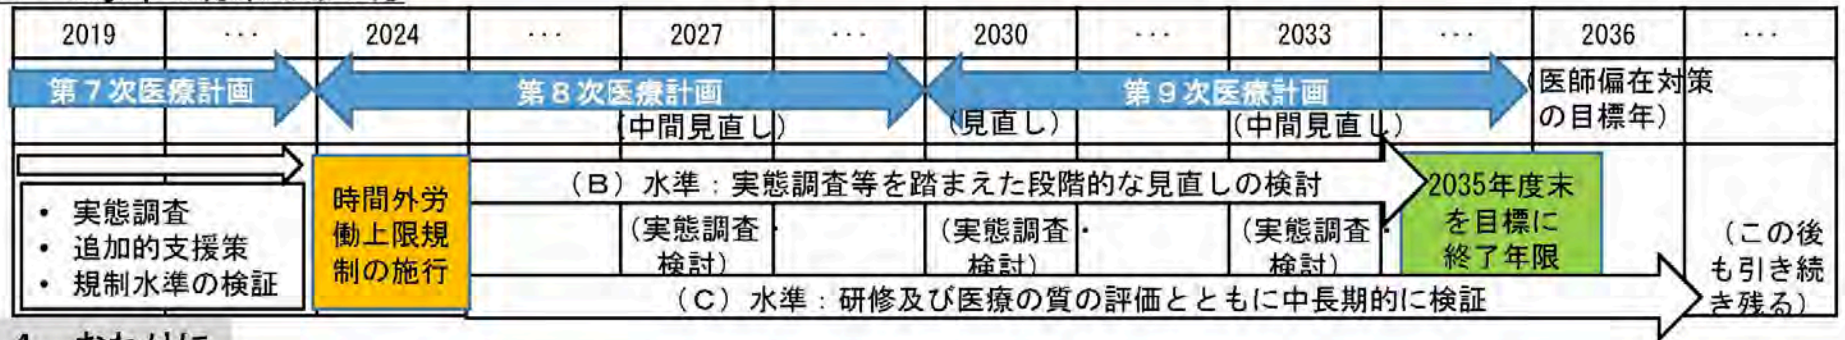 2019 ... 2024 ... 2027 ... 2030 ... 2033 ... 2036 ...
第7次医療計画
第8次医療計画
第9次医療計画
(医師偏在対策
の目標年)
(中間見直し)
(見直し)
(中間見直し)
・ 実態調査
・ 追加的支援策
・ 規制水準の検証
時間外労
働上限規
制の施行
(B)水準:実態調査等を踏まえた段階的な見直しの検討
(実態調査・
検討)
(実態調査・
検討)
(実態調査・
検討)
2035年度末
を目標に
終了年限
(C)水準:研修及び医療の質の評価とともに中長期的に検証
(この後
も引き続
き残る)